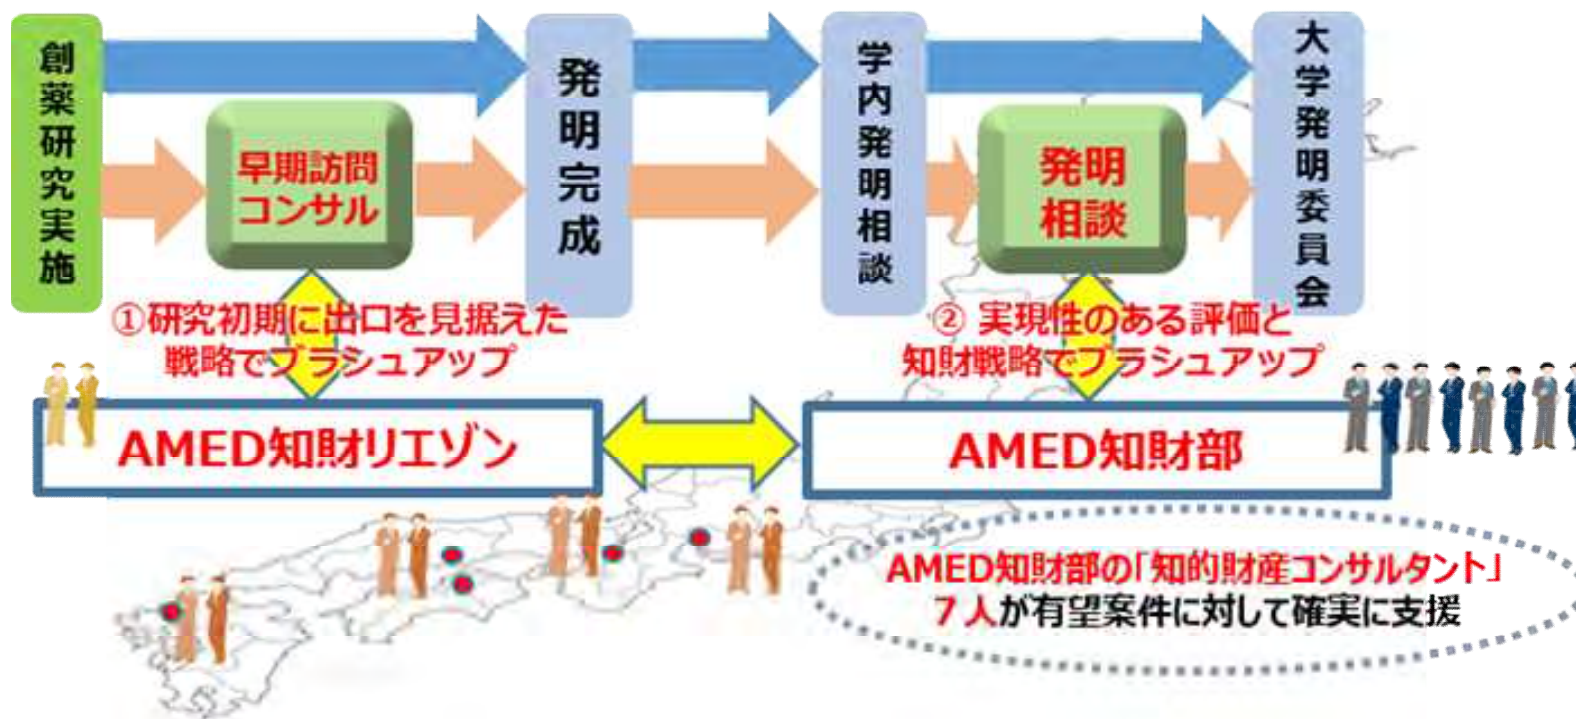 創薬研究実施
早期訪問
コンサル
発明完成
学内発明相談
発明
相談
大学発明委員会
①研究初期に出口を見据えた
戦略でブラシュアップ
② 実現性のある評価と
知財戦略でブラシュアップ
AMED知財リエゾン
AMED知財部
AMED知財部の「知的財産コンサルタント」
７人が有望案件に対して確実に支援